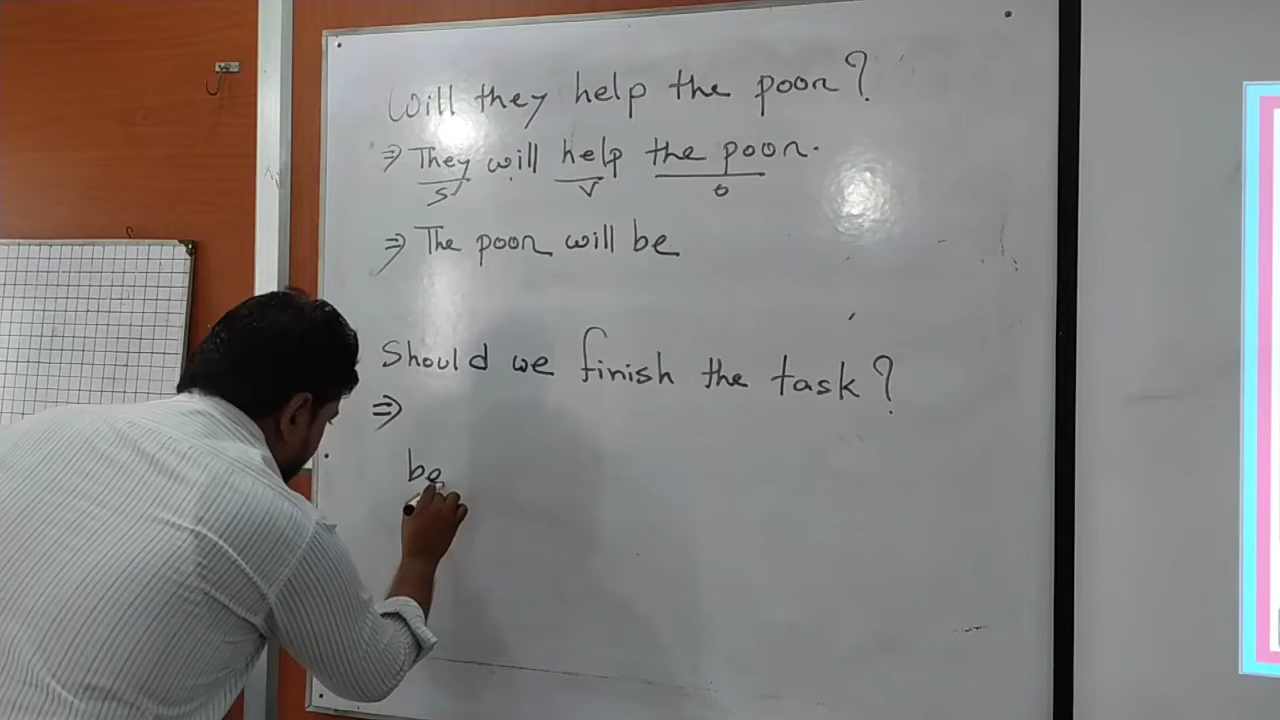 Will they help the poor?
⇒ They will help the poor.
S V O
⇒ The poor will be
Should we finish the task?
⇒
be